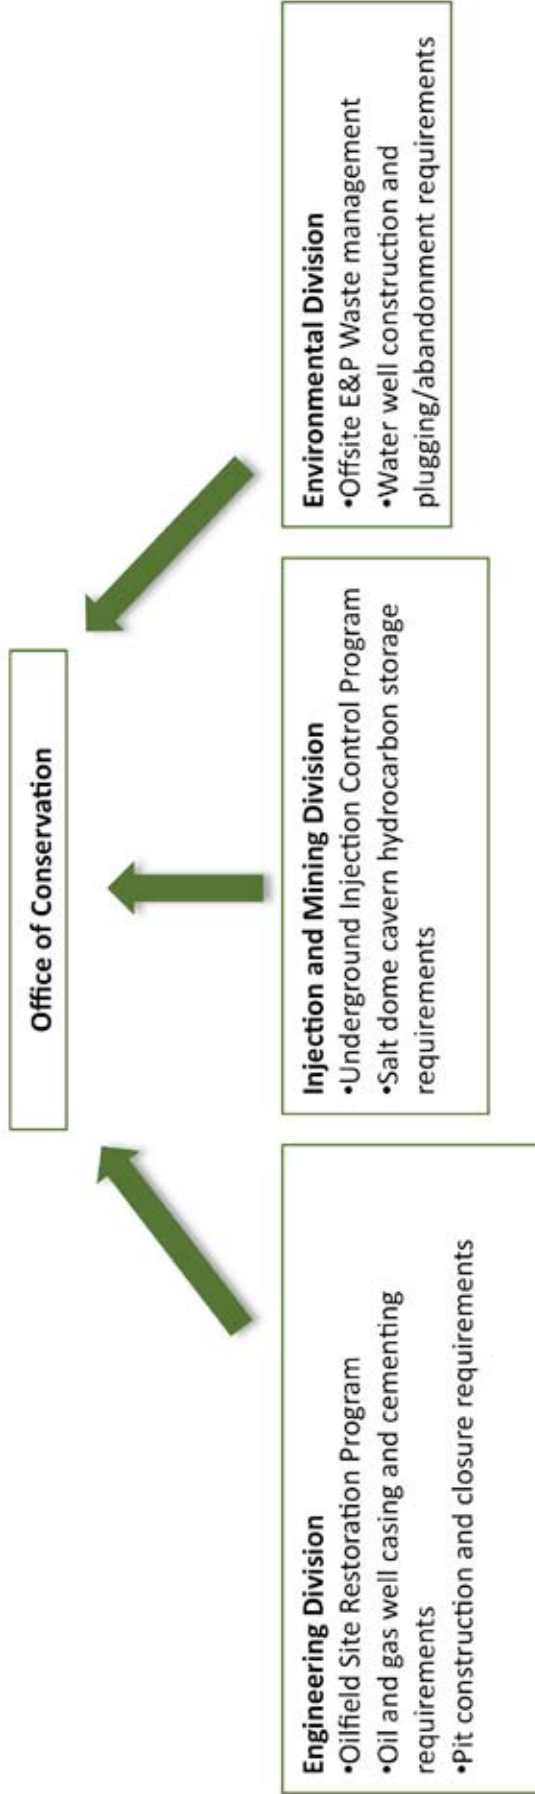 Office of Conservation
Engineering Division
•Oilfield Site Restoration Program
•Oil and gas well casing and cementing
requirements
•Pit construction and closure requirements
Injection and Mining Division
•Underground Injection Control Program
•Salt dome cavern hydrocarbon storage
requirements
Environmental Division
•Offsite E&P Waste management
•Water well construction and
plugging/abandonment requirements